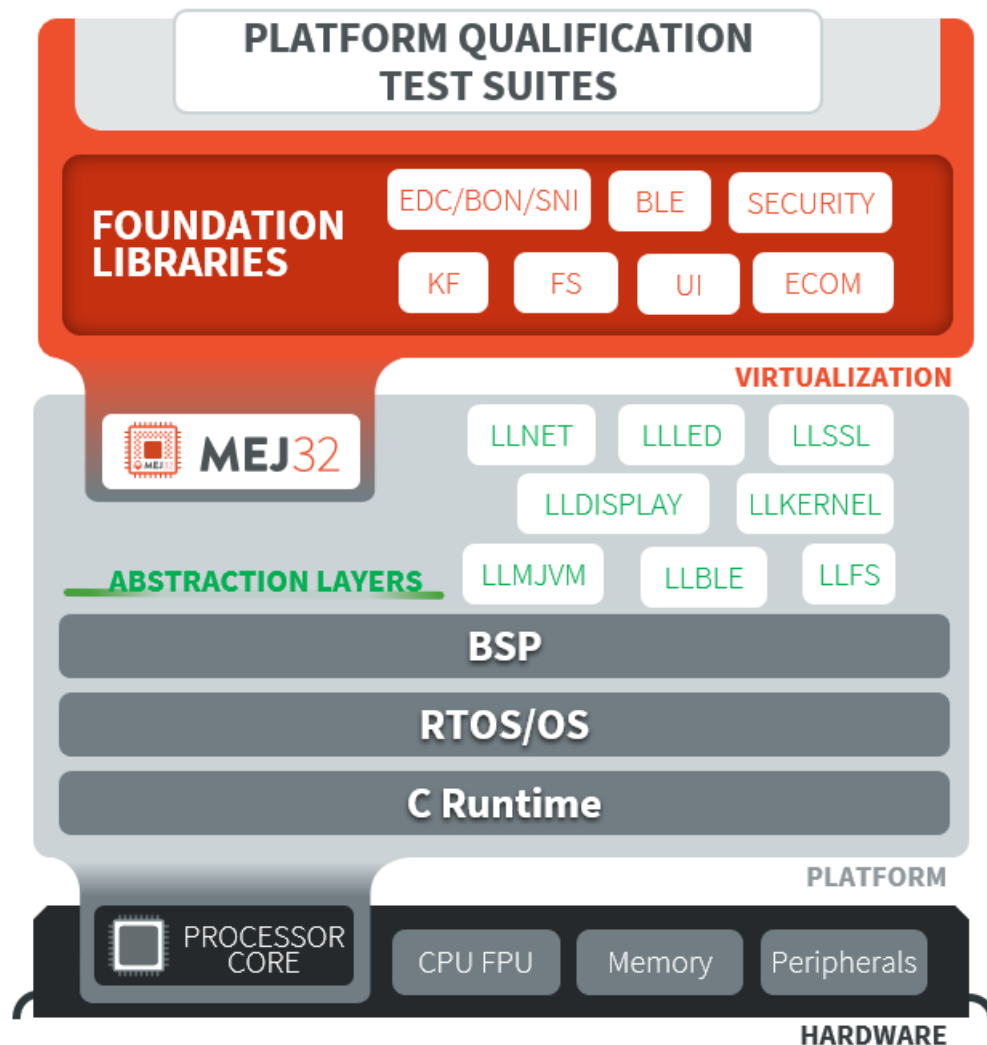 PLATFORM QUALIFICATION
TEST SUITES
FOUNDATION
LIBRARIES
EDC/BON/SNI
BLE
SECURITY
KF
FS
UI
ECOM
VIRTUALIZATION
MEJ32
MEJ32
LLNET
LLLED
LLSSL
LLDISPLAY
LLKERNEL
ABSTRACTION LAYERS
LLMJVM
LLBLE
LLFS
BSP
RTOS/OS
C Runtime
PLATFORM
PROCESSOR
CORE
CPU FPU
Memory
Peripherals
HARDWARE